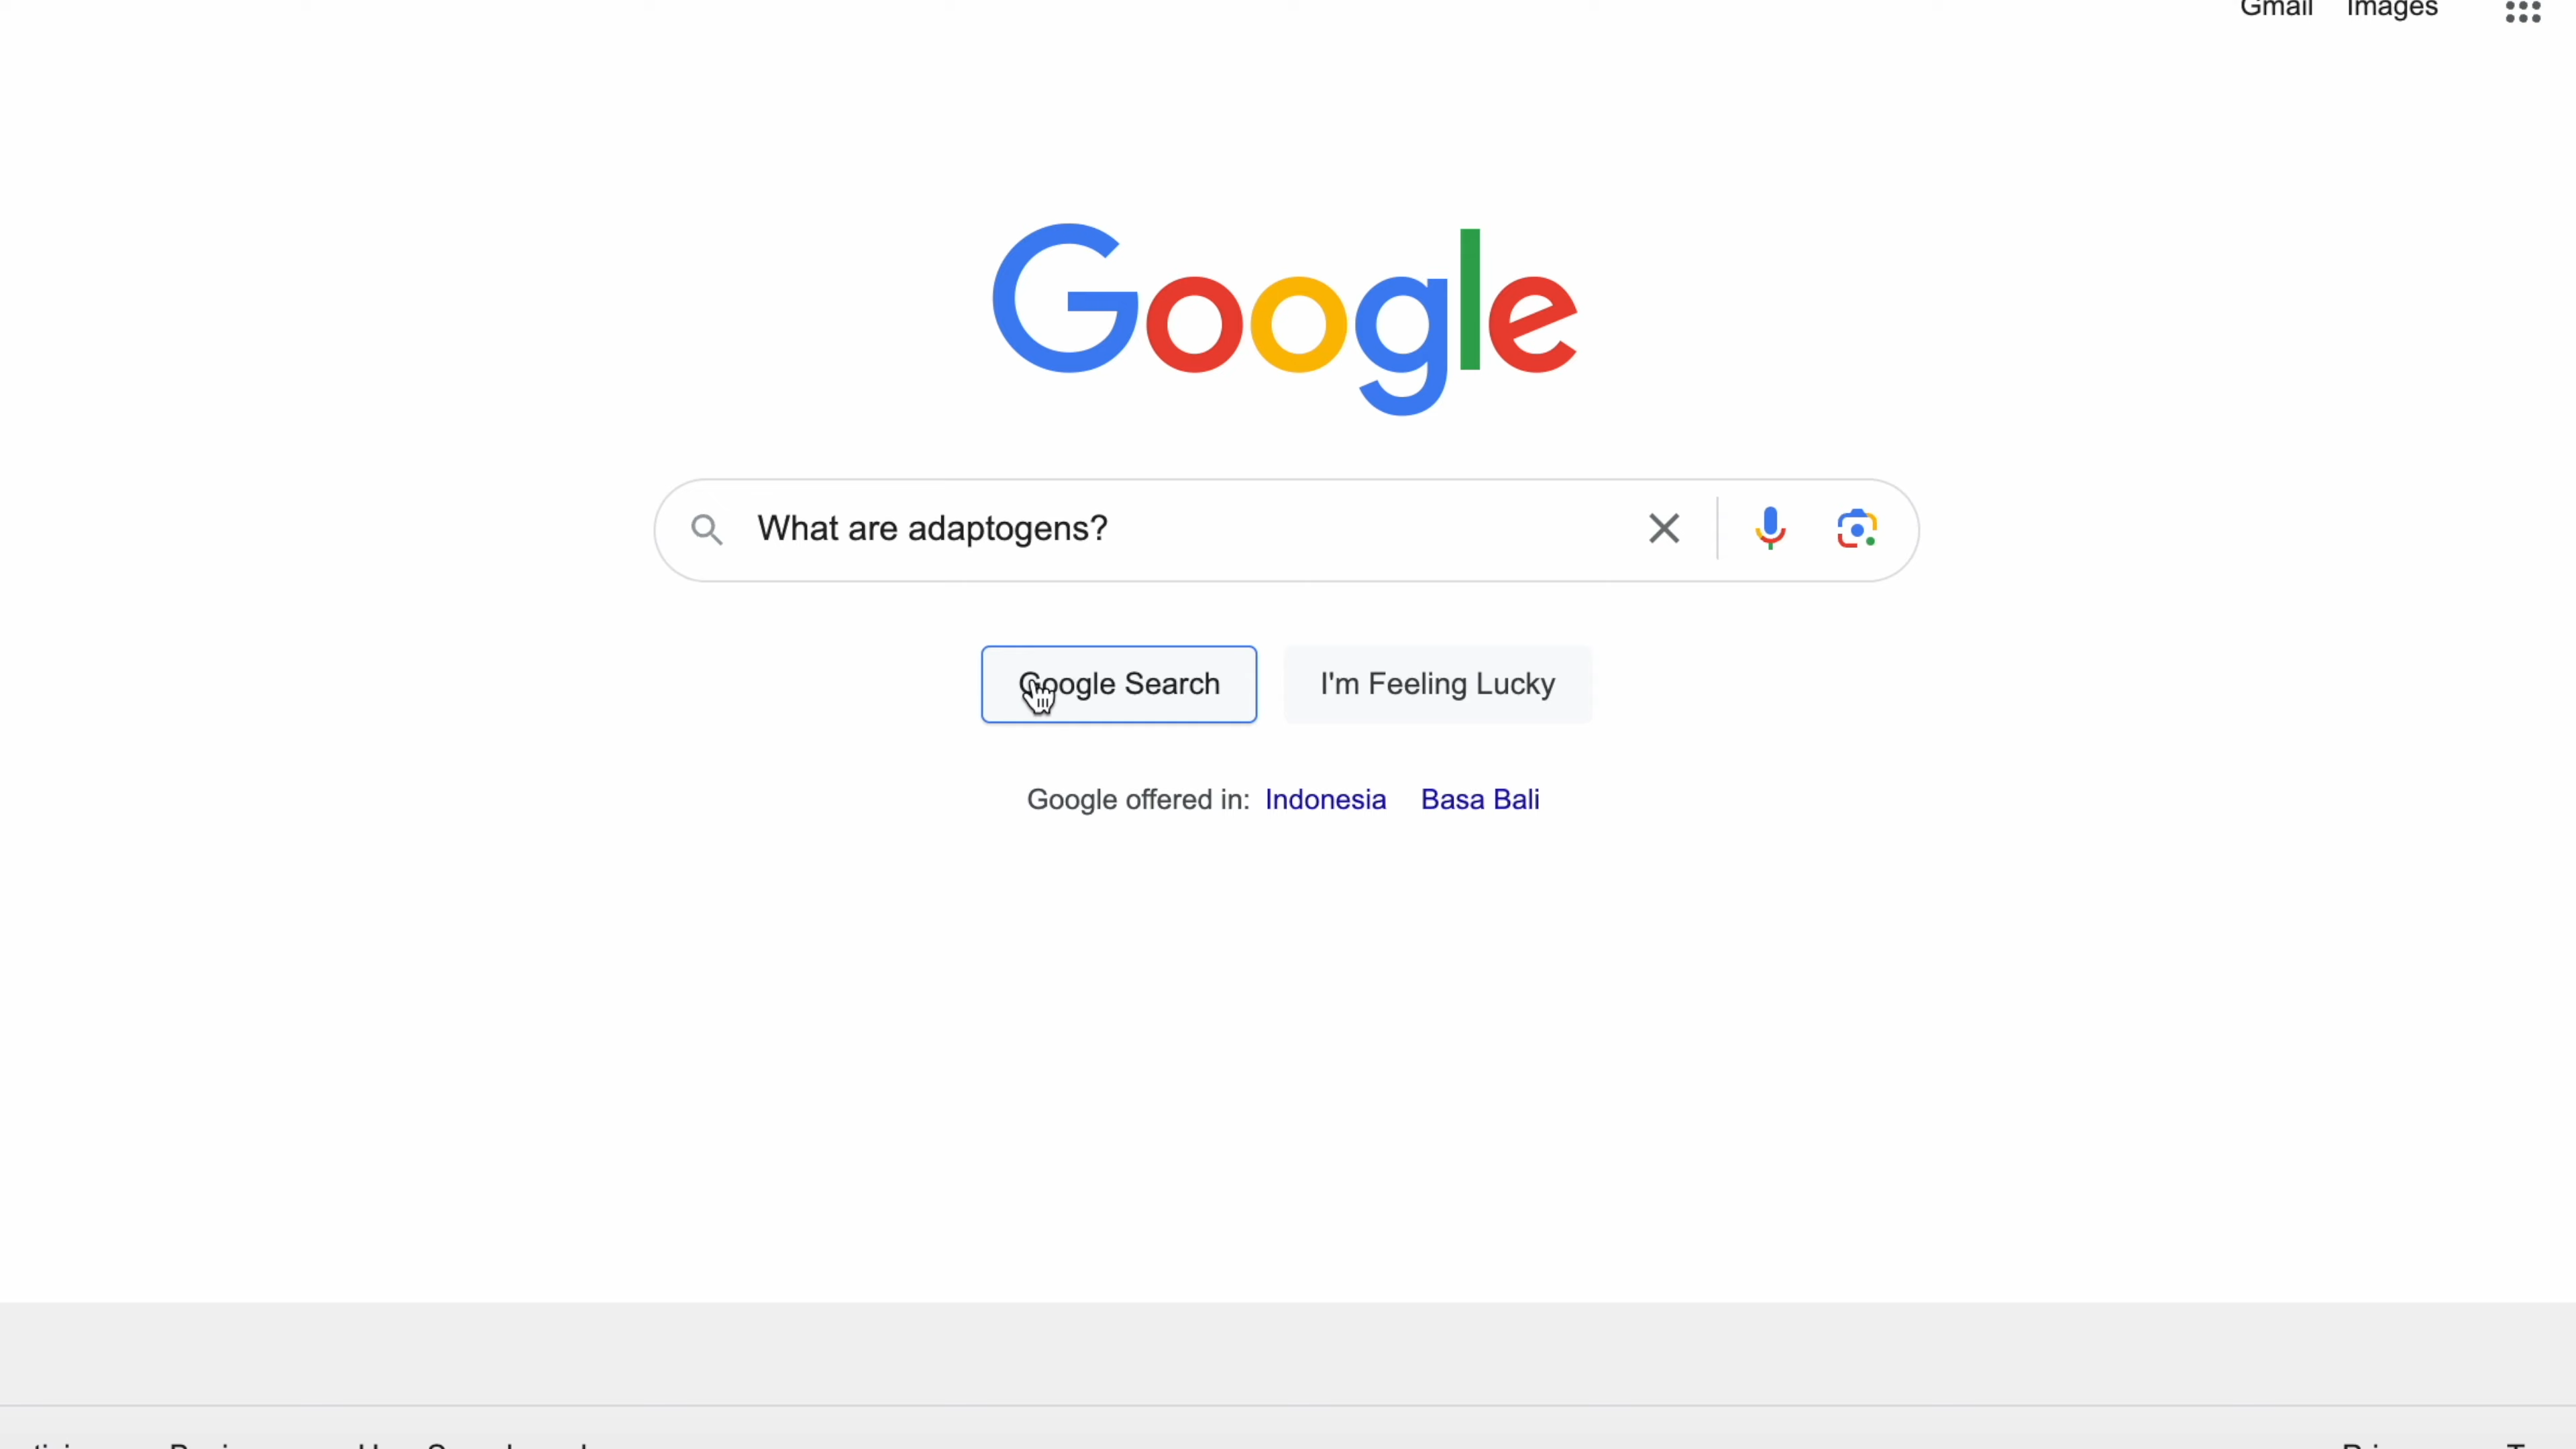 Gmail Images
Google
What are adaptogens?
Google Search I'm Feeling Lucky
Google offered in: Indonesia Basa Bali